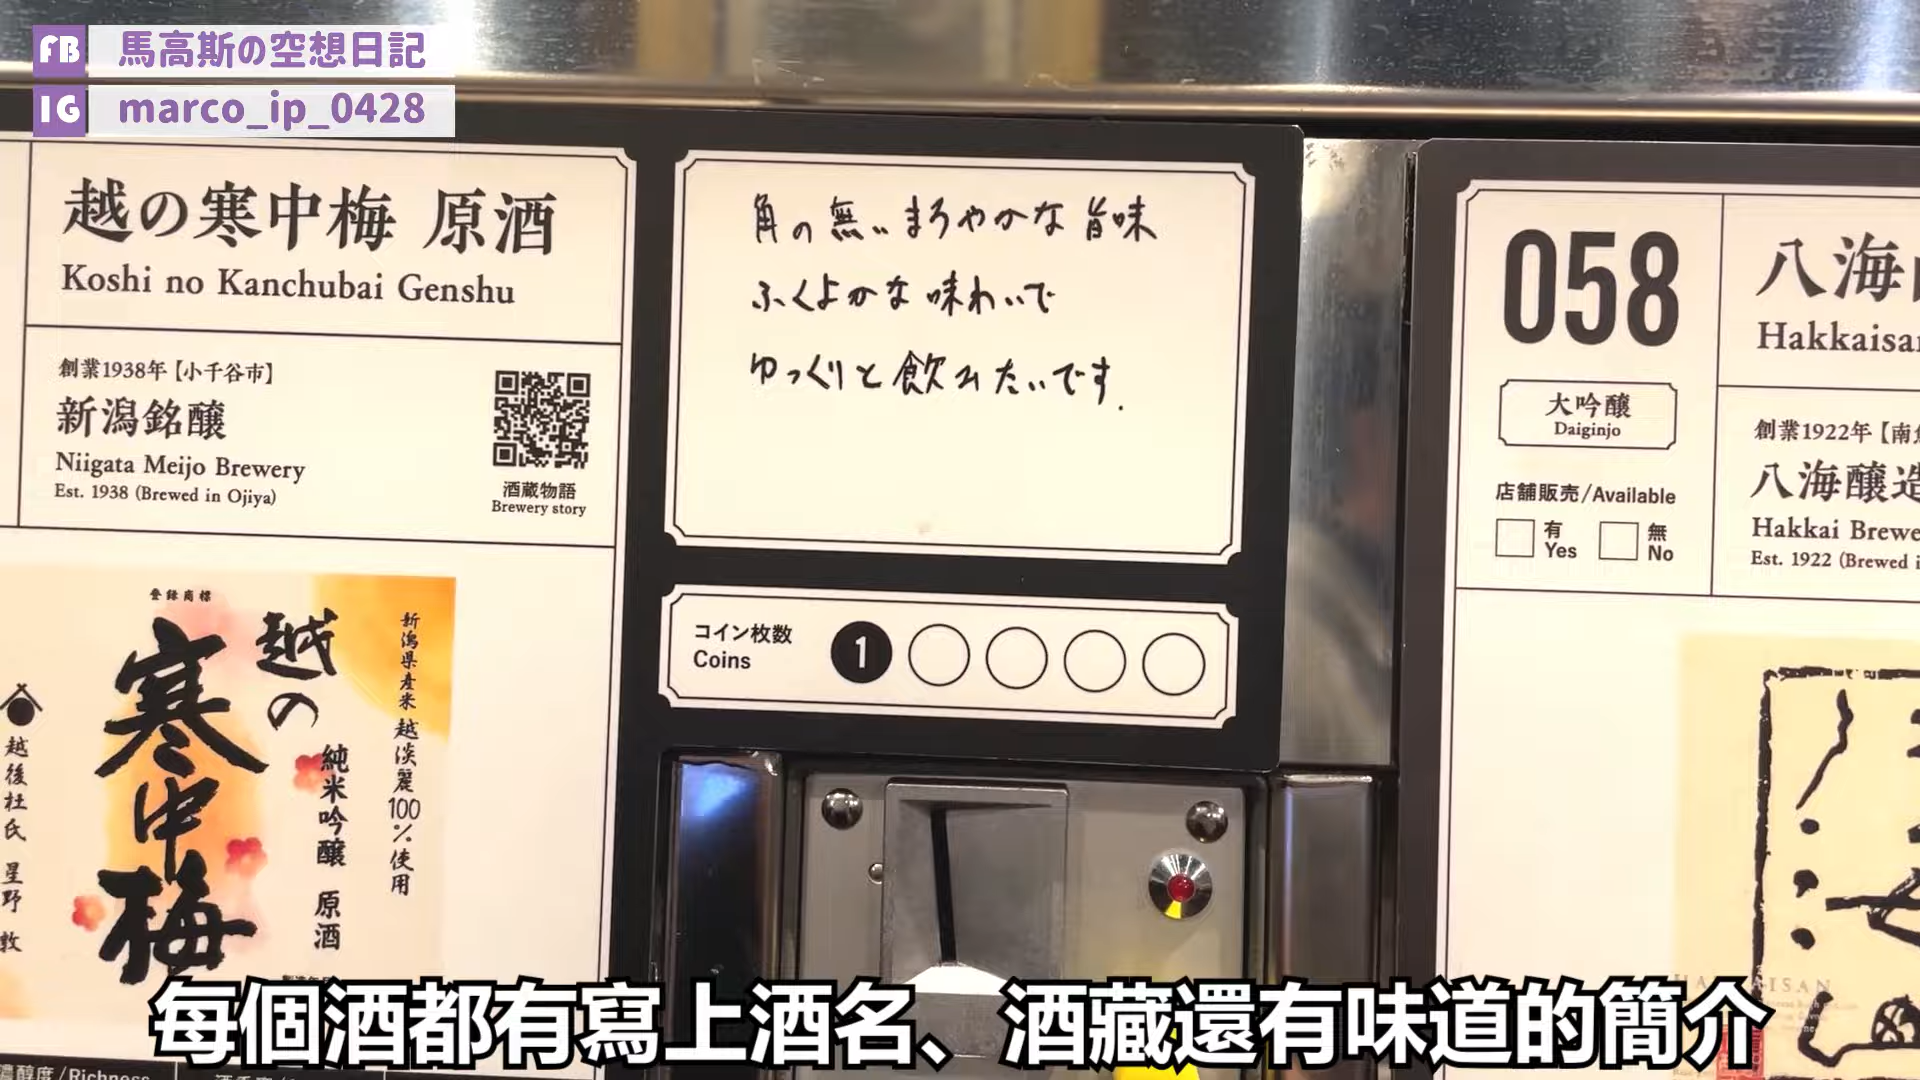 FB 馬高斯の空想日記
IG marco_ip_0428
越の寒中梅 原酒
Koshi no Kanchubai Genshu
創業1938年【小千谷市】
新潟銘醸
Niigata Meijo Brewery
Est. 1938 (Brewed in Ojiya)
酒蔵物語
Brewery story
登録商標
越の
寒中梅
新潟県産米 越淡麗100%使用
純米吟醸 原酒
越後杜氏 星野 敦
濃醇度/Richness
角の無いまろやかな旨味
ふくよかな味わいで
ゆっくりと飲みたいです.
コイン枚数
Coins
1
058
大吟醸
Daiginjo
店舗販売/Available
有
Yes
無
No
八海
Hakkaisan
創業1922年【南
八海醸造
Hakkai Brewe
Est. 1922 (Brewed i
每個酒都有寫上酒名、酒藏還有味道的簡介